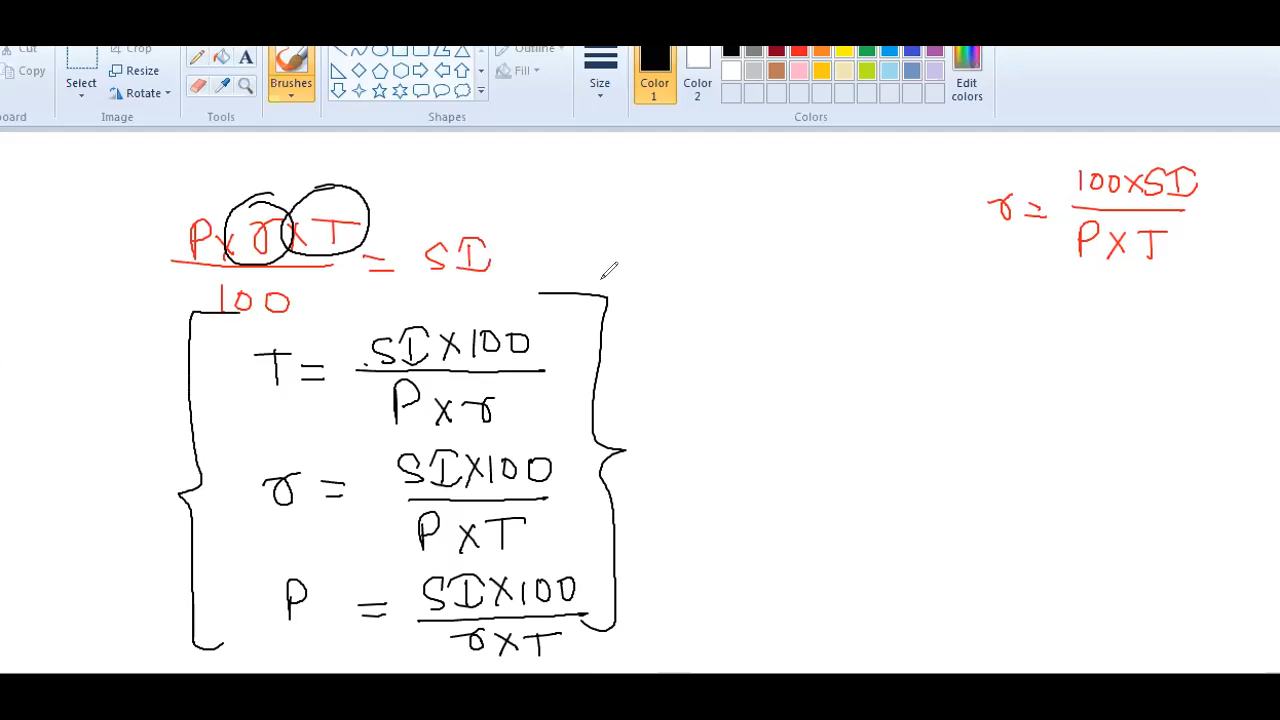 Cut
Crop
Outline
Copy
Resize
Rotate
Select
Brushes
A
Fill
Size
Color 1
Color 2
Edit colors
board
Image
Tools
Shapes
Colors
P x r x T
100
= SI
r = 100 x SI
P x T
T = SI x 100
P x r
r = SI x 100
P x T
P = SI x 100
r x T